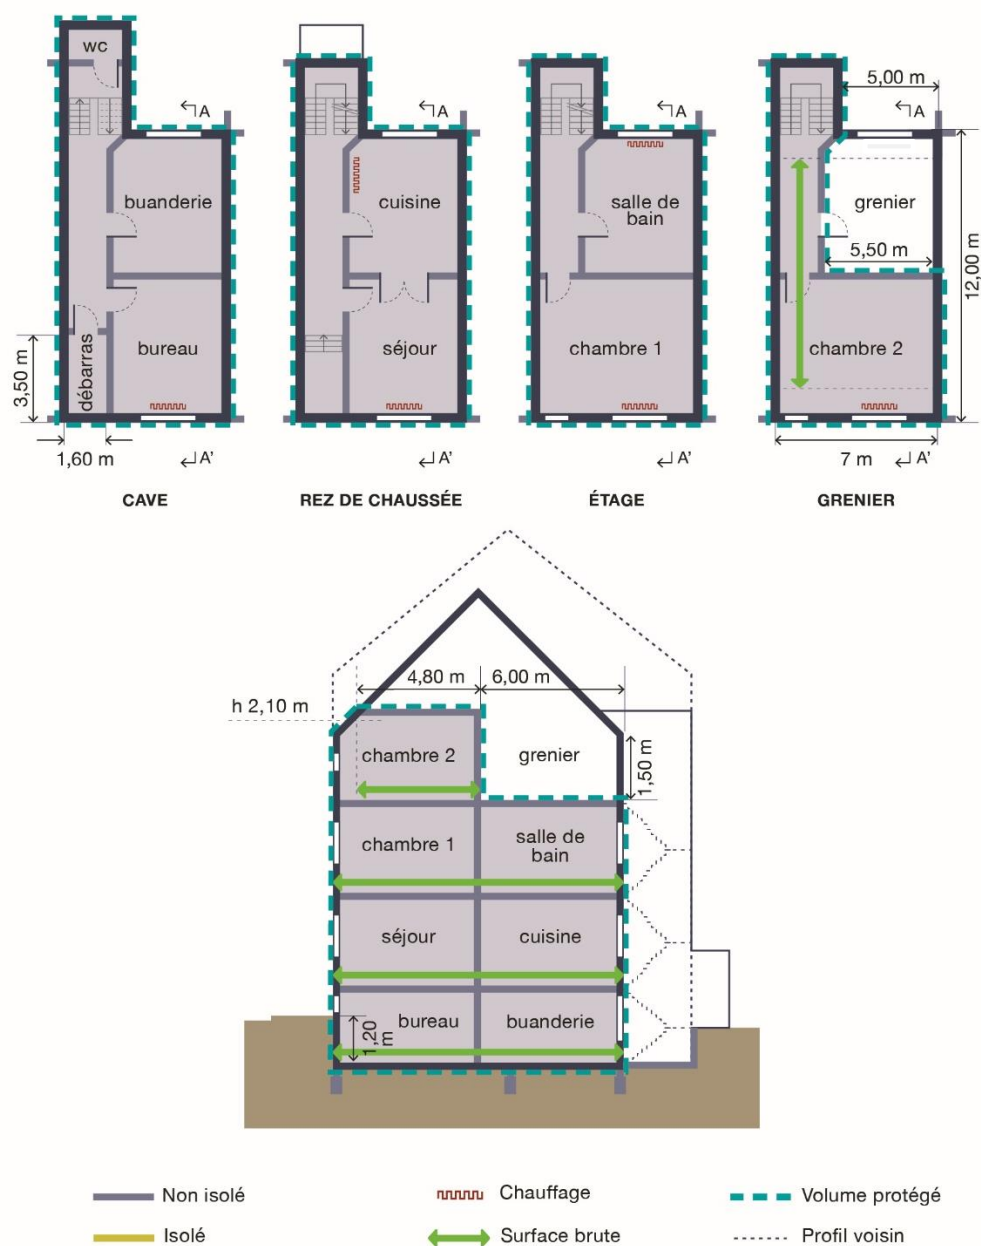 wc
5,00 m
A
A
A
A
buanderie
cuisine
salle de
bain
grenier
5,50 m
12,00 m
3,50 m
débarras
bureau
séjour
chambre 1
chambre 2
1,60 m
A'
A'
A'
7 m
A'
CAVE
REZ DE CHAUSSÉE
ÉTAGE
GRENIER
4,80 m
6,00 m
h 2,10 m
chambre 2
grenier
1,50 m
chambre 1
salle de
bain
séjour
cuisine
1,20
m
bureau
buanderie
Non isolé
Chauffage
Volume protégé
Isolé
Surface brute
Profil voisin